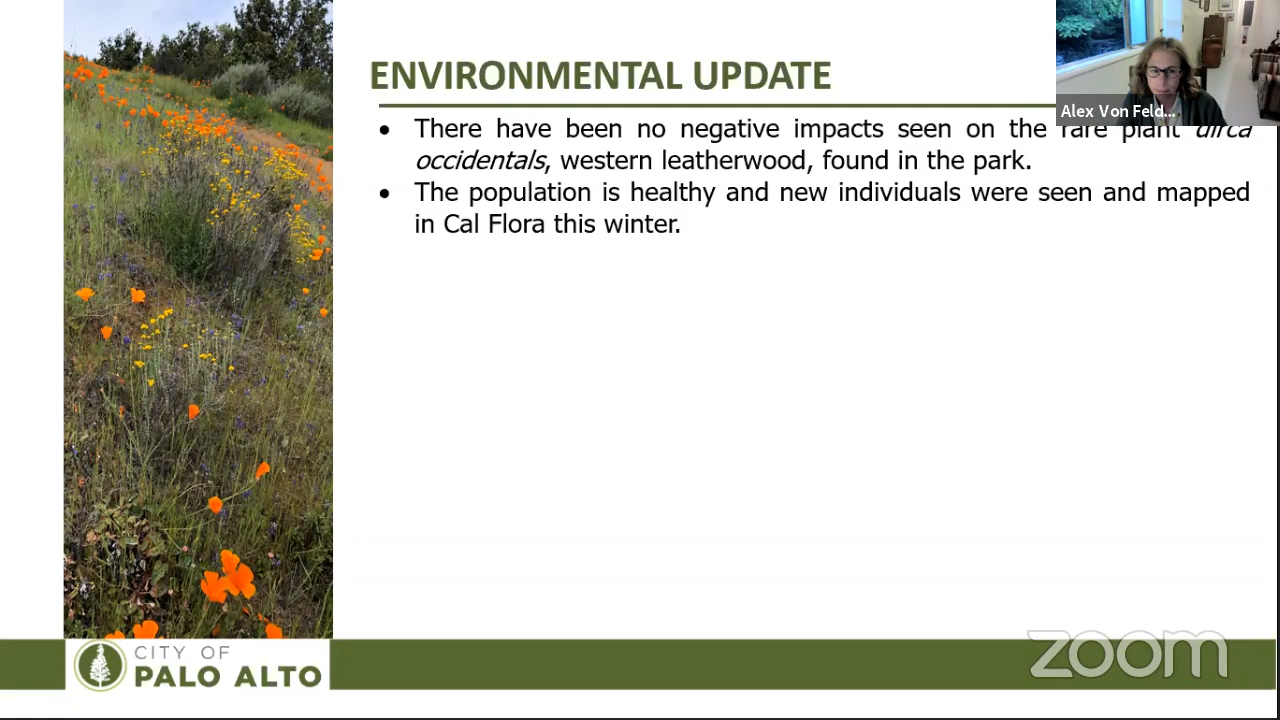 ENVIRONMENTAL UPDATE
Alex Von Feld...
• There have been no negative impacts seen on the rare plant dirca
occidentals, western leatherwood, found in the park.
• The population is healthy and new individuals were seen and mapped
in Cal Flora this winter.
CITY OF
PALO ALTO
zoom